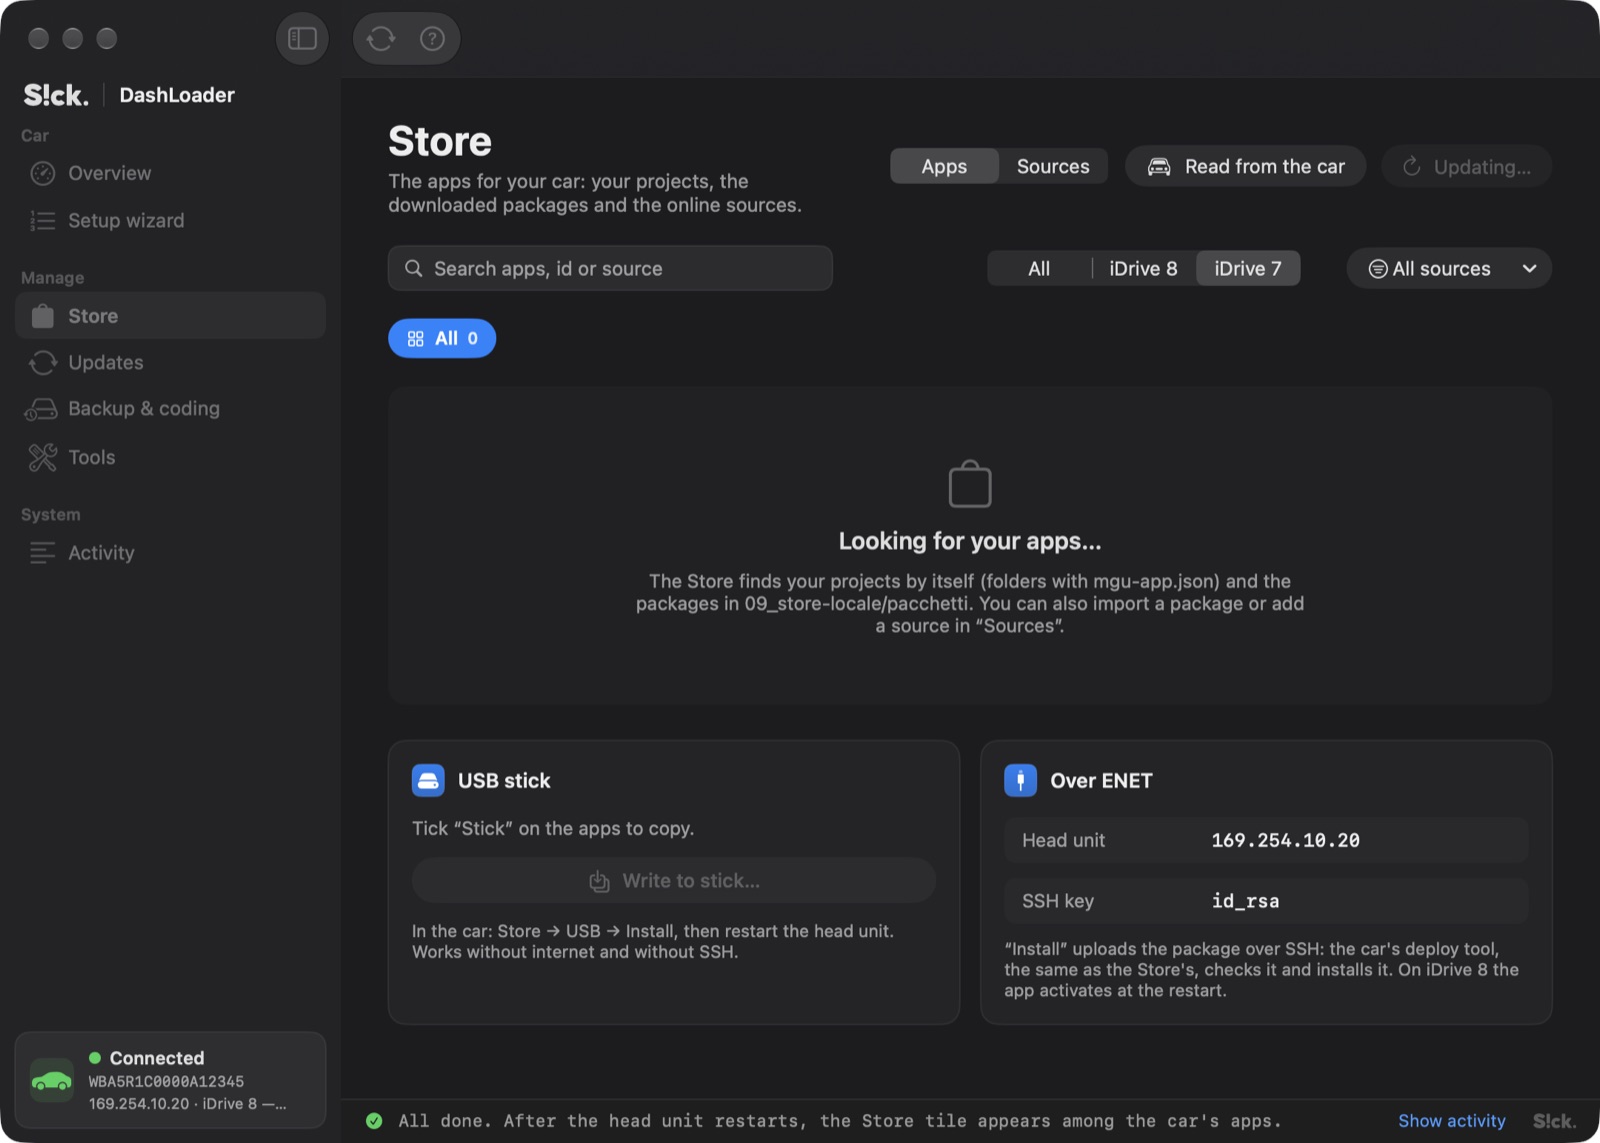 S!ck.
DashLoader
Car
Overview
Setup wizard
Manage
Store
Updates
Backup & coding
Tools
System
Activity
Connected
WBA5R1C0000A12345
169.254.10.20 · iDrive 8 —...
Store
The apps for your car: your projects, the
downloaded packages and the online sources.
Apps
Sources
Read from the car
Updating...
Search apps, id or source
All
iDrive 8
iDrive 7
All sources
All 0
Looking for your apps...
The Store finds your projects by itself (folders with mgu-app.json) and the
packages in 09_store-locale/pacchetti. You can also import a package or add
a source in “Sources”.
USB stick
Tick “Stick” on the apps to copy.
Write to stick...
In the car: Store → USB → Install, then restart the head unit.
Works without internet and without SSH.
Over ENET
Head unit 169.254.10.20
SSH key id_rsa
“Install” uploads the package over SSH: the car's deploy tool,
the same as the Store's, checks it and installs it. On iDrive 8 the
app activates at the restart.
All done. After the head unit restarts, the Store tile appears among the car's apps.
Show activity
S!ck.